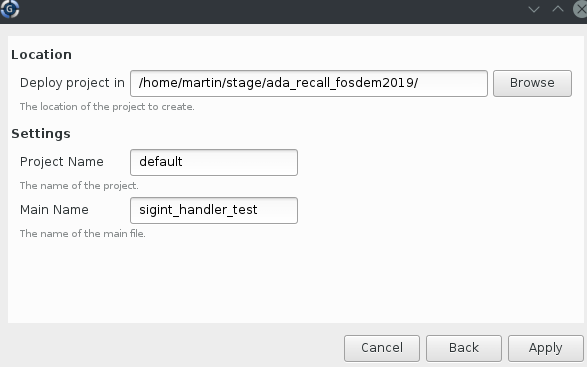 Location
Deploy project in /home/martin/stage/ada_recall_fosdem2019/ Browse
The location of the project to create.
Settings
Project Name default
The name of the project.
Main Name sigint_handler_test
The name of the main file.
Cancel Back Apply